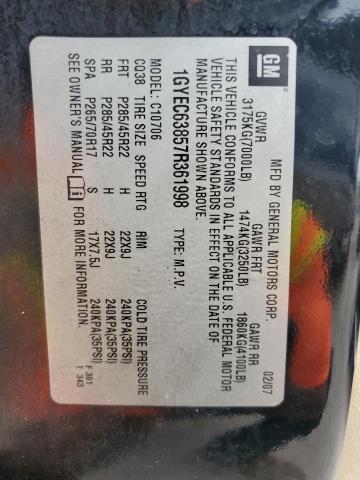 GM
MFD BY GENERAL MOTORS CORP. 02/07
GVWR GAWR FRT GAWR RR
3175KG(7000LB) 1474KG(3250LB) 1860KG(4100LB)
THIS VEHICLE CONFORMS TO ALL APPLICABLE U.S. FEDERAL MOTOR
VEHICLE SAFETY STANDARDS IN EFFECT ON THE DATE OF
MANUFACTURE SHOWN ABOVE.
1GYEC63857R361998 TYPE: M.P.V.
MODEL: C10706
CQ38 TIRE SIZE SPEED RTG RIM COLD TIRE PRESSURE
FRT P285/45R22 H 22X9J 240KPA(35PSI)
RR P285/45R22 H 22X9J 240KPA(35PSI)
SPA P265/70R17 S 17X7.5J 240KPA(35PSI)
SEE OWNER'S MANUAL i FOR MORE INFORMATION.
F 361
T 343